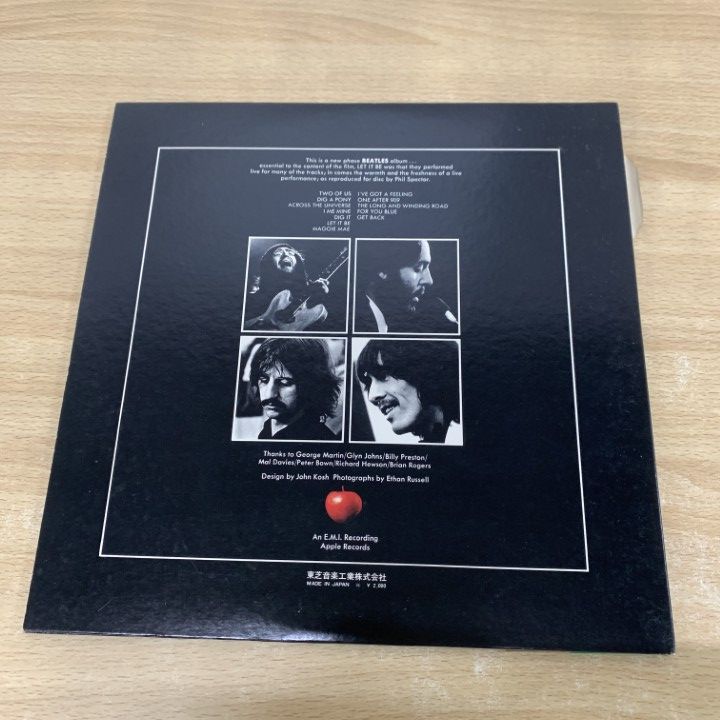 This is a new phase BEATLES album . . .
essential to the content of the film, LET IT BE was that they performed
live for many of the tracks; in comes the warmth and the freshness of a live
performance; as reproduced for disc by Phil Spector.
TWO OF US I'VE GOT A FEELING
DIG A PONY ONE AFTER 909
ACROSS THE UNIVERSE THE LONG AND WINDING ROAD
I ME MINE FOR YOU BLUE
DIG IT GET BACK
LET IT BE
MAGGIE MAE
Thanks to George Martin/Glyn Johns/Billy Preston/
Mal Davies/Peter Bown/Richard Hewson/Brian Rogers
Design by John Kosh Photographs by Ethan Russell
An E.M.I. Recording
Apple Records
東芝音楽工業株式会社
MADE IN JAPAN ¥ 2,000